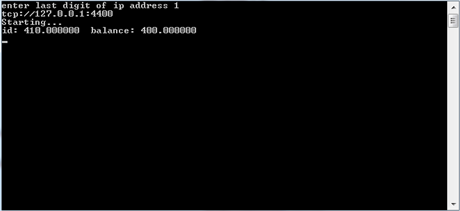 enter last digit of ip address 1
tcp://127.0.0.1:4400
Starting...
id: 410.000000  balance: 400.000000